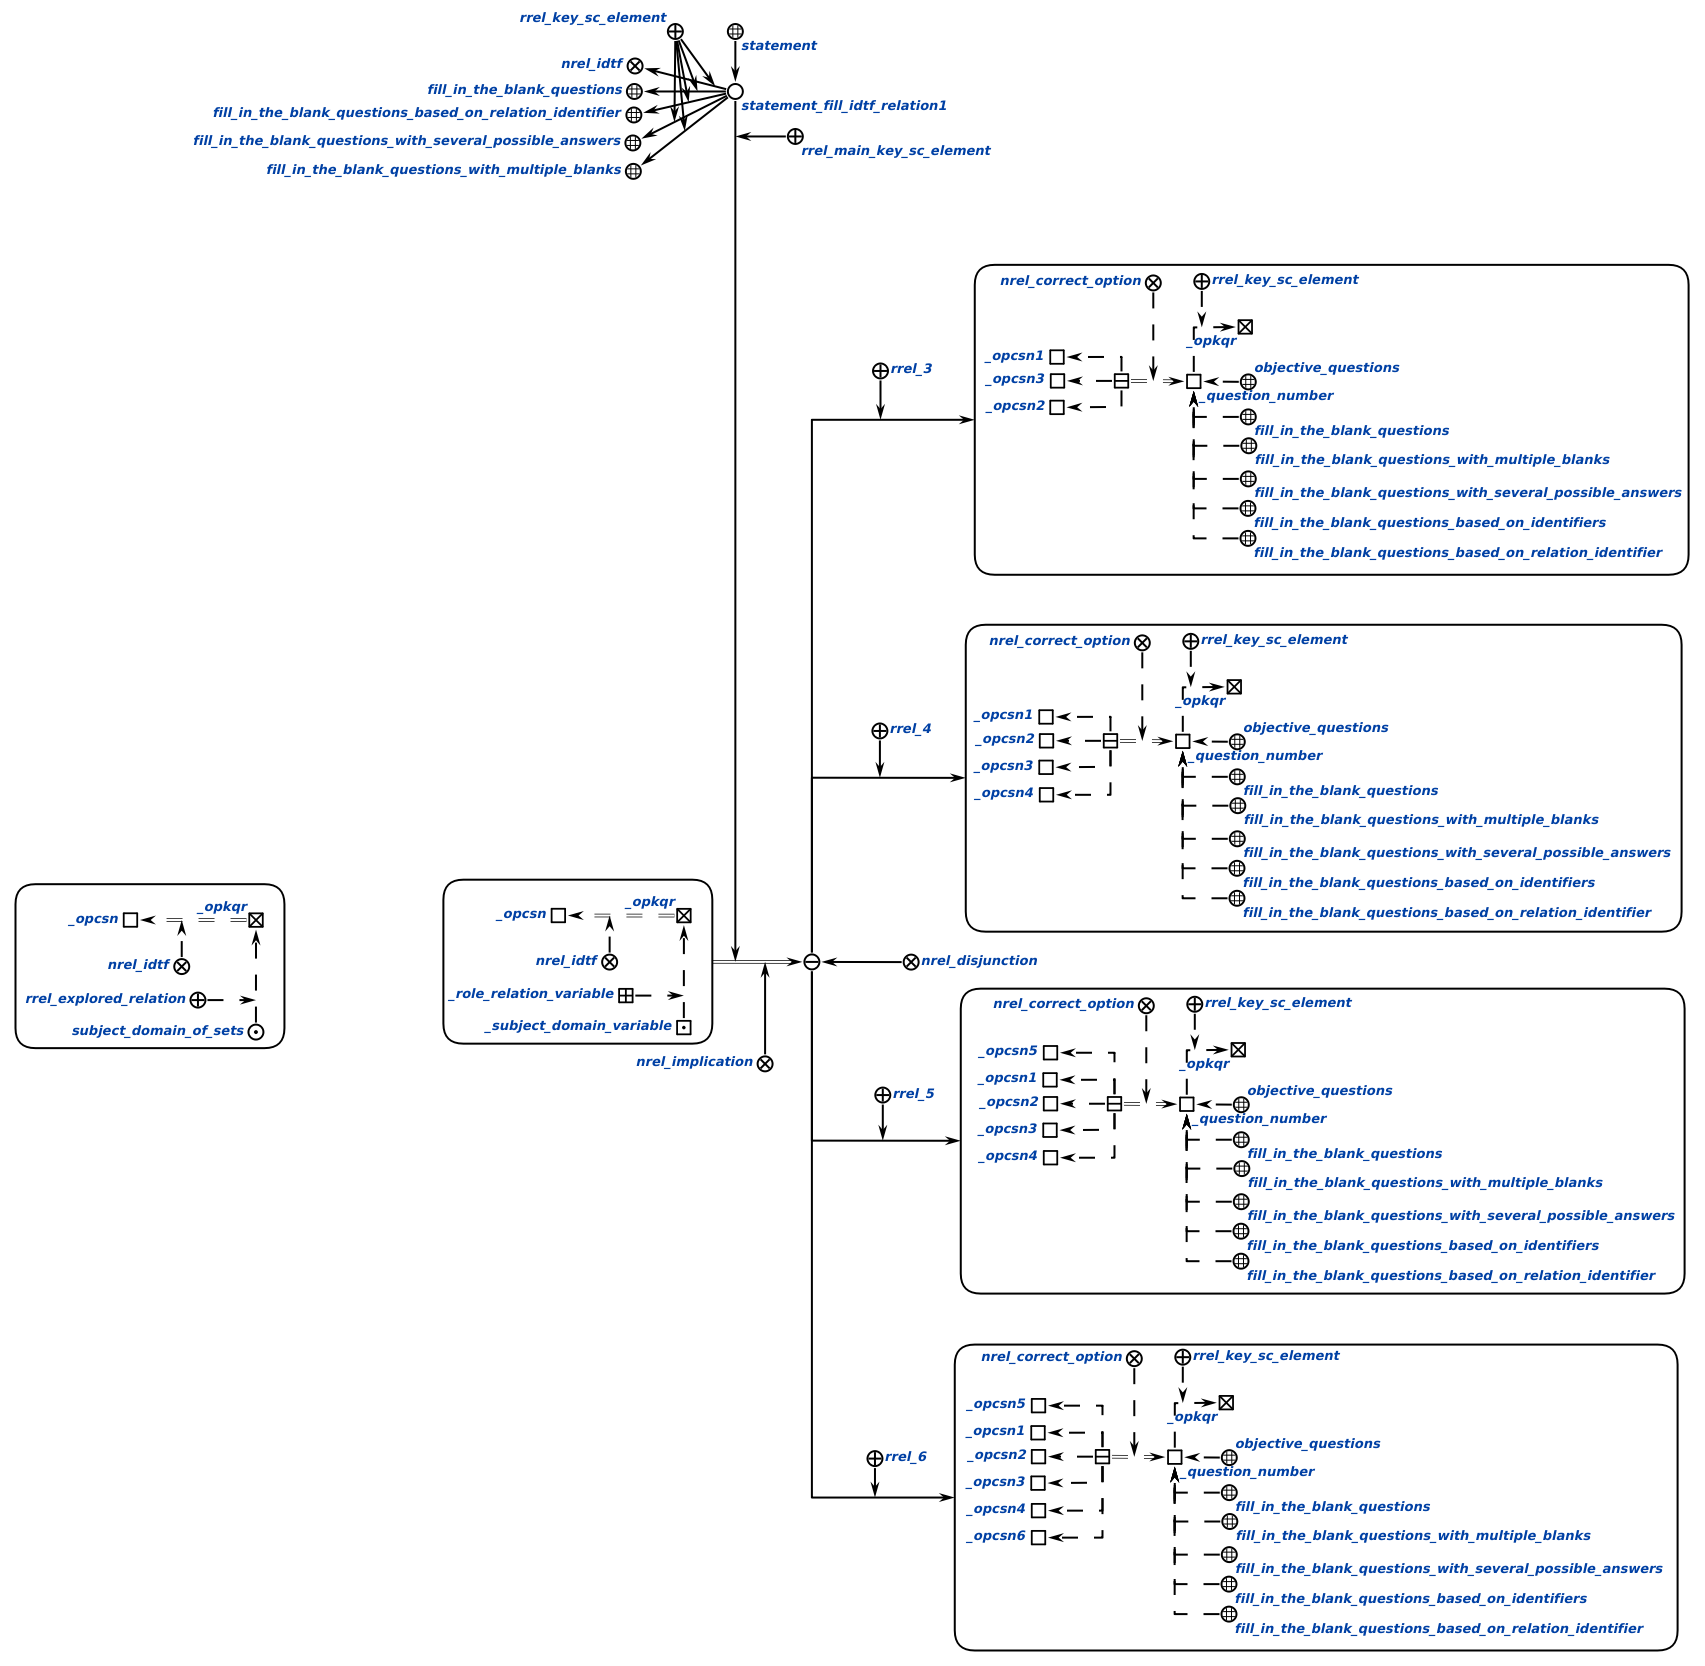 rrel_key_sc_element
statement
nrel_idtf
fill_in_the_blank_questions
statement_fill_idtf_relation1
fill_in_the_blank_questions_based_on_relation_identifier
fill_in_the_blank_questions_with_several_possible_answers
rrel_main_key_sc_element
fill_in_the_blank_questions_with_multiple_blanks
nrel_correct_option
rrel_key_sc_element
_opkqr
_opcsn1
rrel_3
objective_questions
_opcsn3
_question_number
_opcsn2
fill_in_the_blank_questions
fill_in_the_blank_questions_with_multiple_blanks
fill_in_the_blank_questions_with_several_possible_answers
fill_in_the_blank_questions_based_on_identifiers
fill_in_the_blank_questions_based_on_relation_identifier
nrel_correct_option
rrel_key_sc_element
_opkqr
_opcsn1
rrel_4
objective_questions
_opcsn2
_question_number
_opcsn3
fill_in_the_blank_questions
_opcsn4
fill_in_the_blank_questions_with_multiple_blanks
fill_in_the_blank_questions_with_several_possible_answers
fill_in_the_blank_questions_based_on_identifiers
fill_in_the_blank_questions_based_on_relation_identifier
_opkqr
_opcsn
nrel_idtf
rrel_explored_relation
subject_domain_of_sets
_opkqr
_opcsn
nrel_idtf
_role_relation_variable
_subject_domain_variable
nrel_implication
nrel_disjunction
nrel_correct_option
rrel_key_sc_element
_opcsn5
_opkqr
_opcsn1
rrel_5
objective_questions
_opcsn2
_question_number
_opcsn3
fill_in_the_blank_questions
_opcsn4
fill_in_the_blank_questions_with_multiple_blanks
fill_in_the_blank_questions_with_several_possible_answers
fill_in_the_blank_questions_based_on_identifiers
fill_in_the_blank_questions_based_on_relation_identifier
nrel_correct_option
rrel_key_sc_element
_opcsn5
_opkqr
_opcsn1
rrel_6
objective_questions
_opcsn2
_question_number
_opcsn3
fill_in_the_blank_questions
_opcsn4
fill_in_the_blank_questions_with_multiple_blanks
_opcsn6
fill_in_the_blank_questions_with_several_possible_answers
fill_in_the_blank_questions_based_on_identifiers
fill_in_the_blank_questions_based_on_relation_identifier